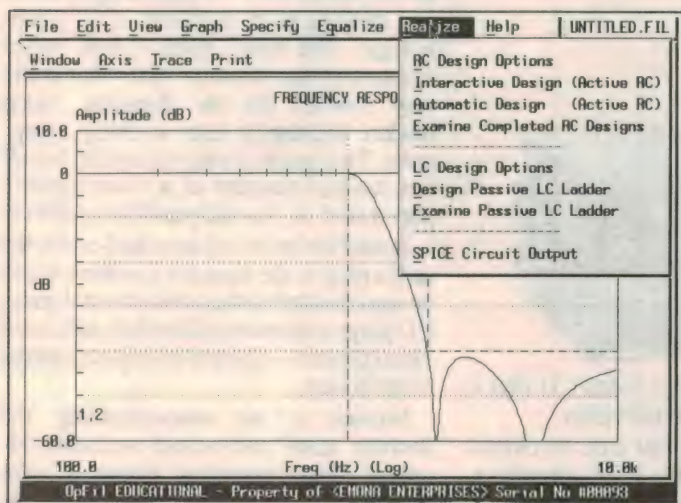 File Edit View Graph Specify Equalize Realize Help UNTITLED.FIL
Window Axis Trace Print
RC Design Options
Interactive Design (Active RC)
Automatic Design (Active RC)
Examine Completed RC Designs
LC Design Options
Design Passive LC Ladder
Examine Passive LC Ladder
SPICE Circuit Output
FREQUENCY RESPO
Amplitude (dB)
10.0
0
dB
1,2
-60.0
100.0 Freq (Hz) (Log) 10.0k
OpFil EDUCATIONAL - Property of <EMONA ENTERPRISES> Serial No #00093